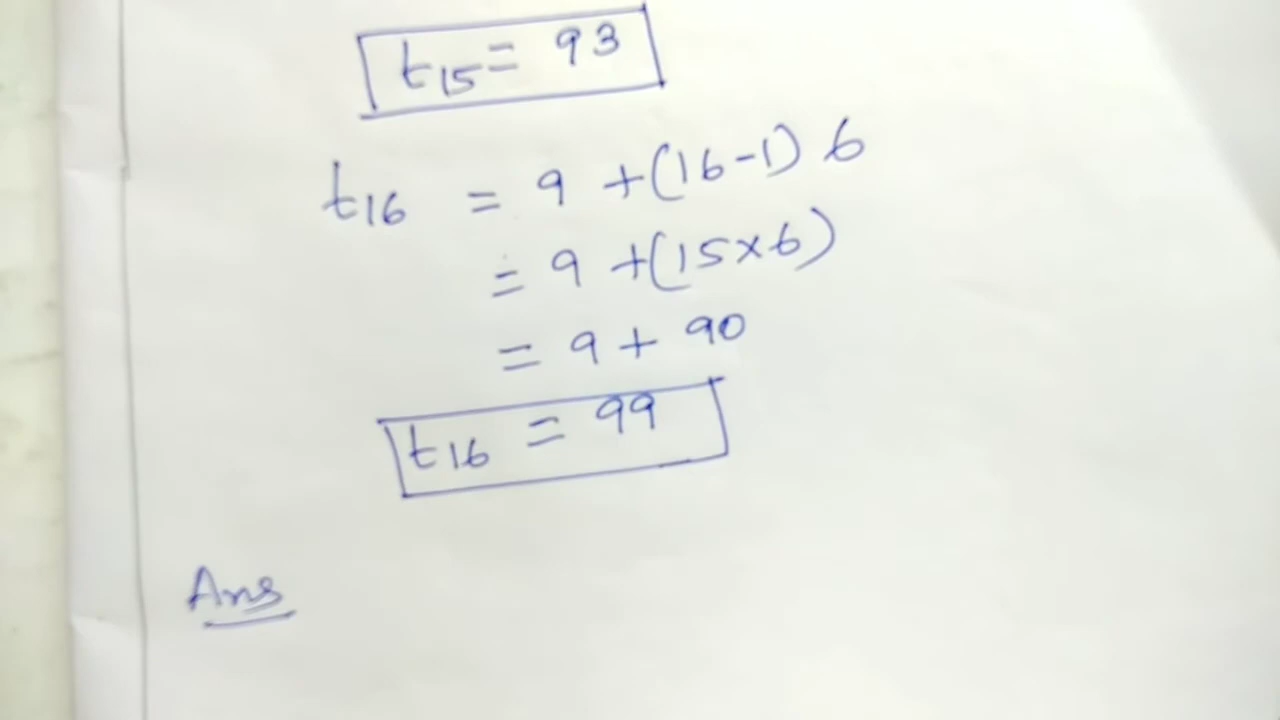 t15 = 93
t16 = 9 + (16-1) 6
= 9 + (15×6)
= 9 + 90
t16 = 99
Ans